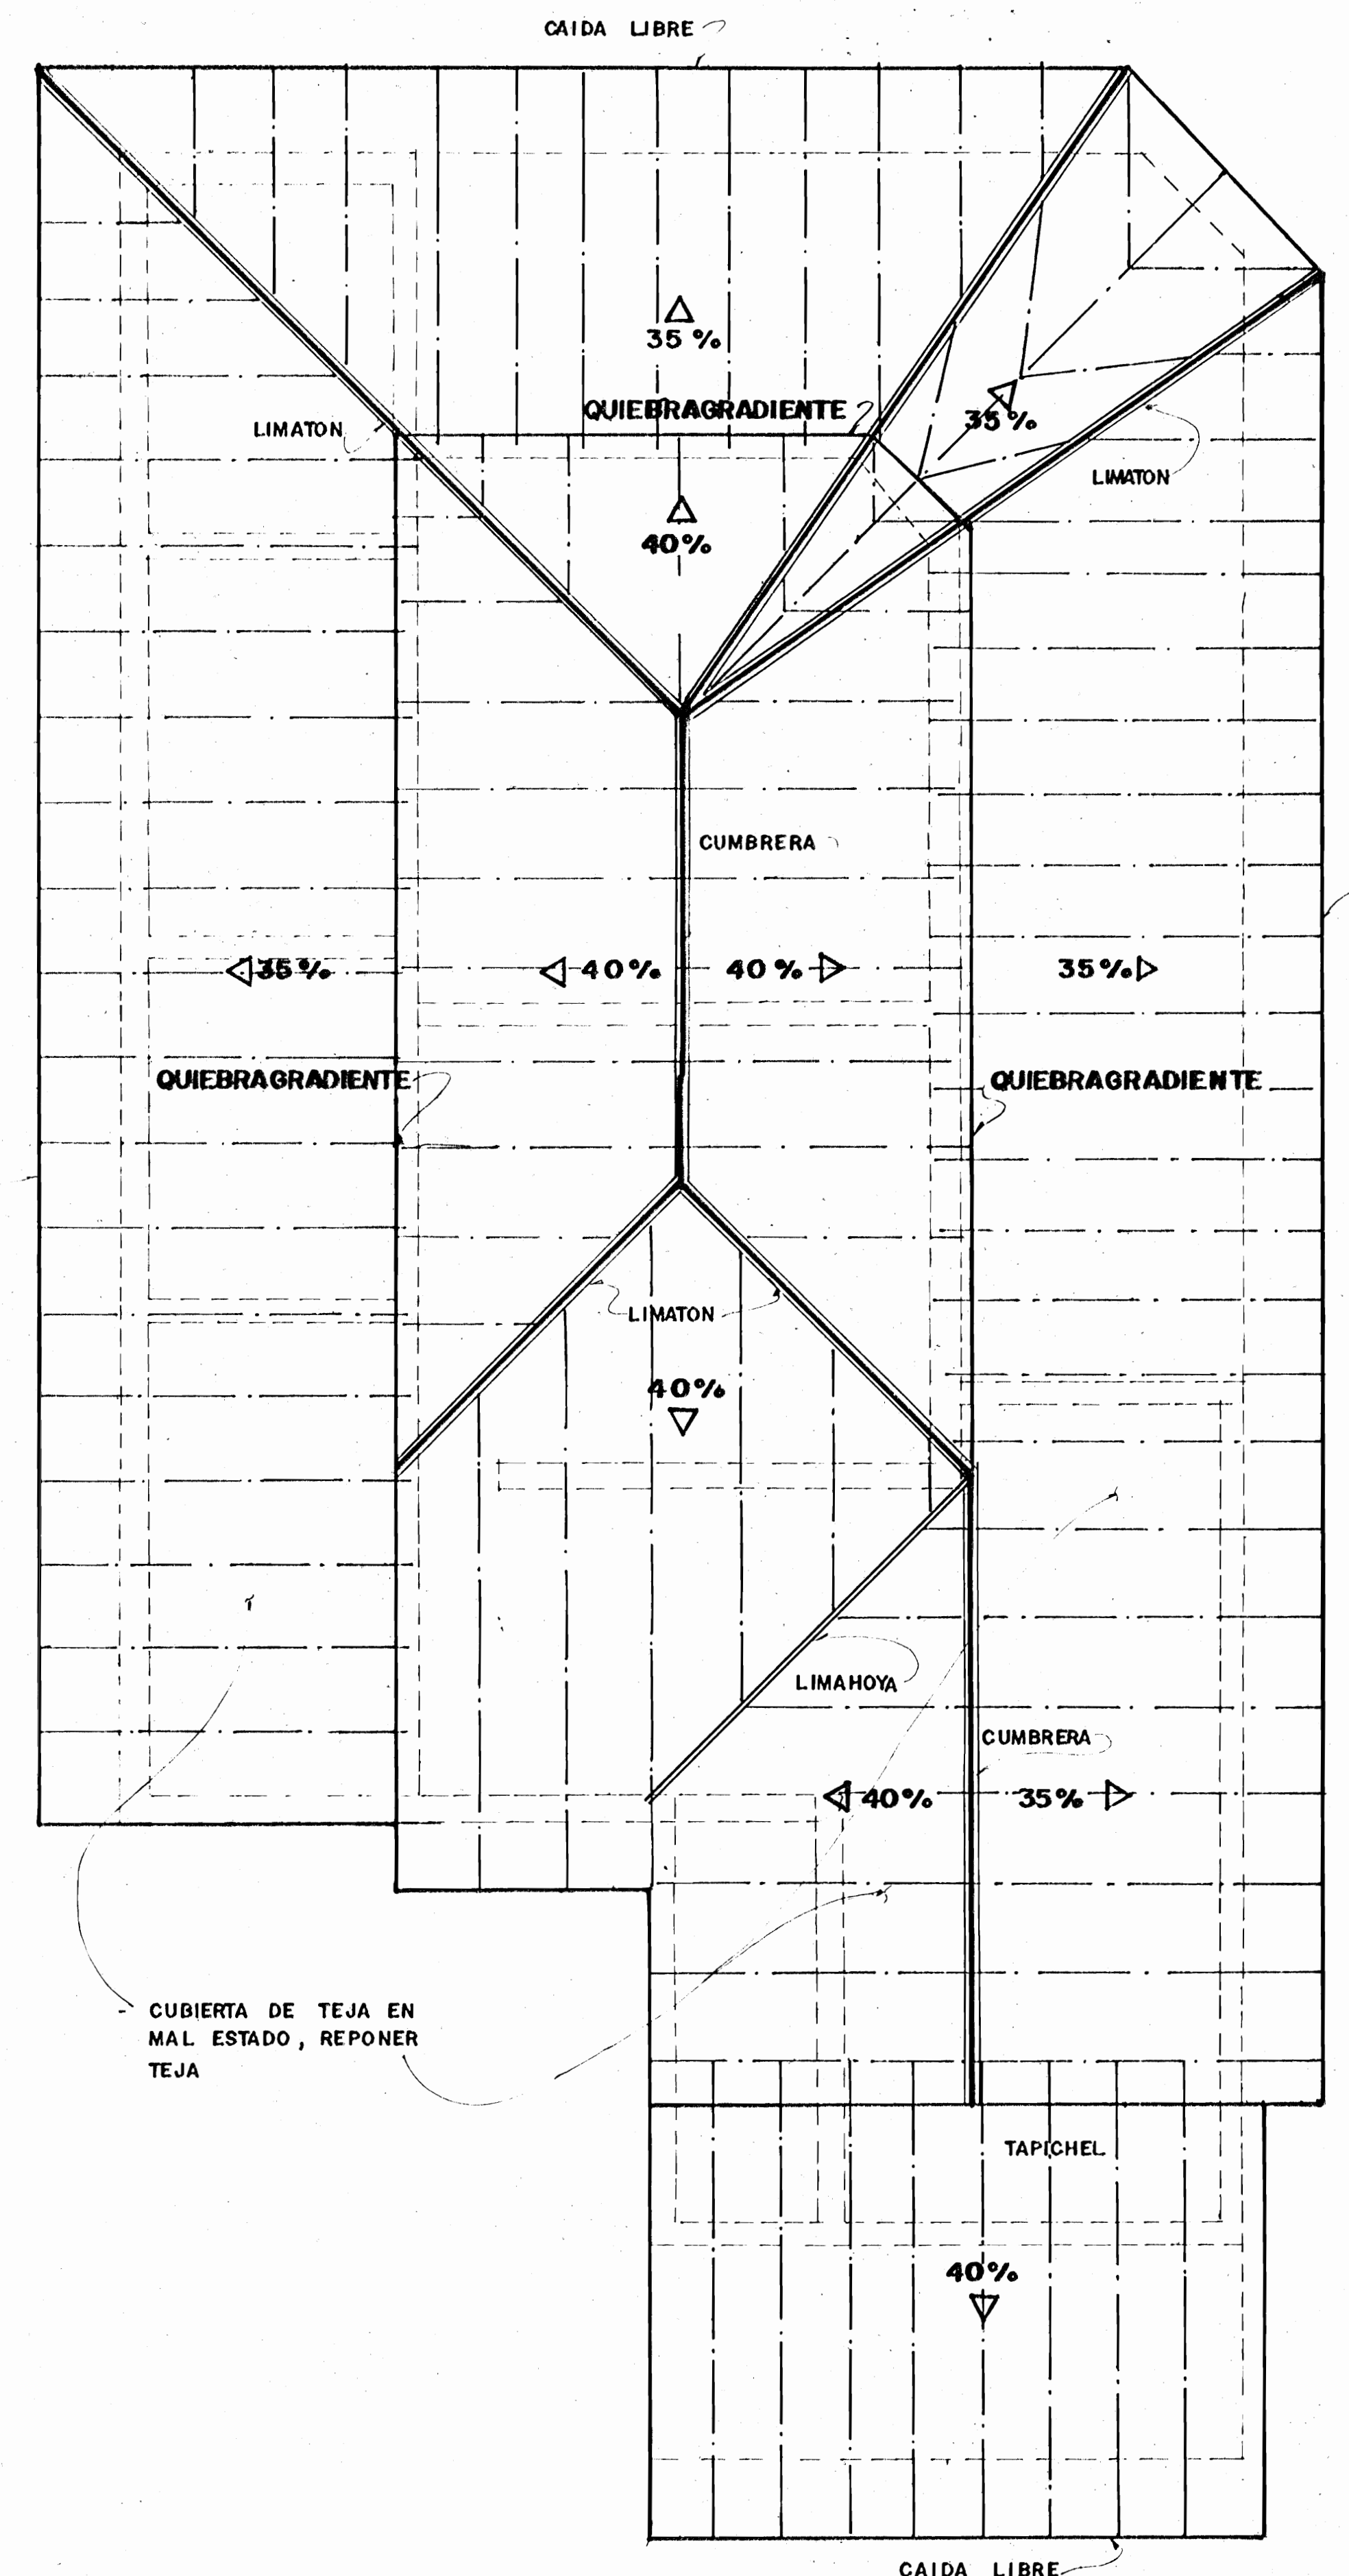 CAIDA LIBRE
35%
QUIEBRAGRADIENTE
35%
LIMATON
LIMATON
40%
CUMBRERA
35%
40%
40%
35%
QUIEBRAGRADIENTE
QUIEBRAGRADIENTE
LIMATON
40%
LIMAHOYA
CUMBRERA
40%
35%
- CUBIERTA DE TEJA EN
MAL ESTADO, REPONER
TEJA
TAPICHEL
40%
CAIDA LIBRE